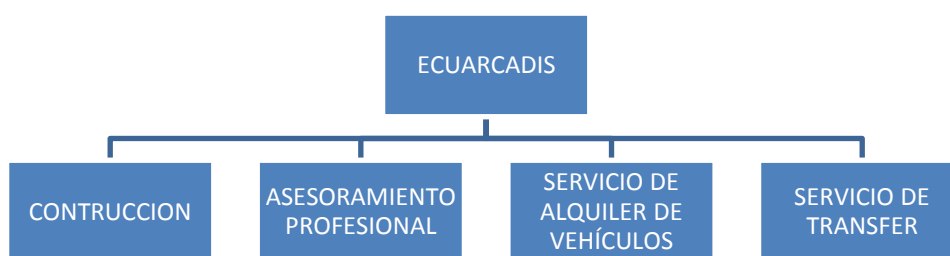 ECUARCADIS
CONTRUCCION
ASESORAMIENTO
PROFESIONAL
SERVICIO DE
ALQUILER DE
VEHÍCULOS
SERVICIO DE
TRANSFER